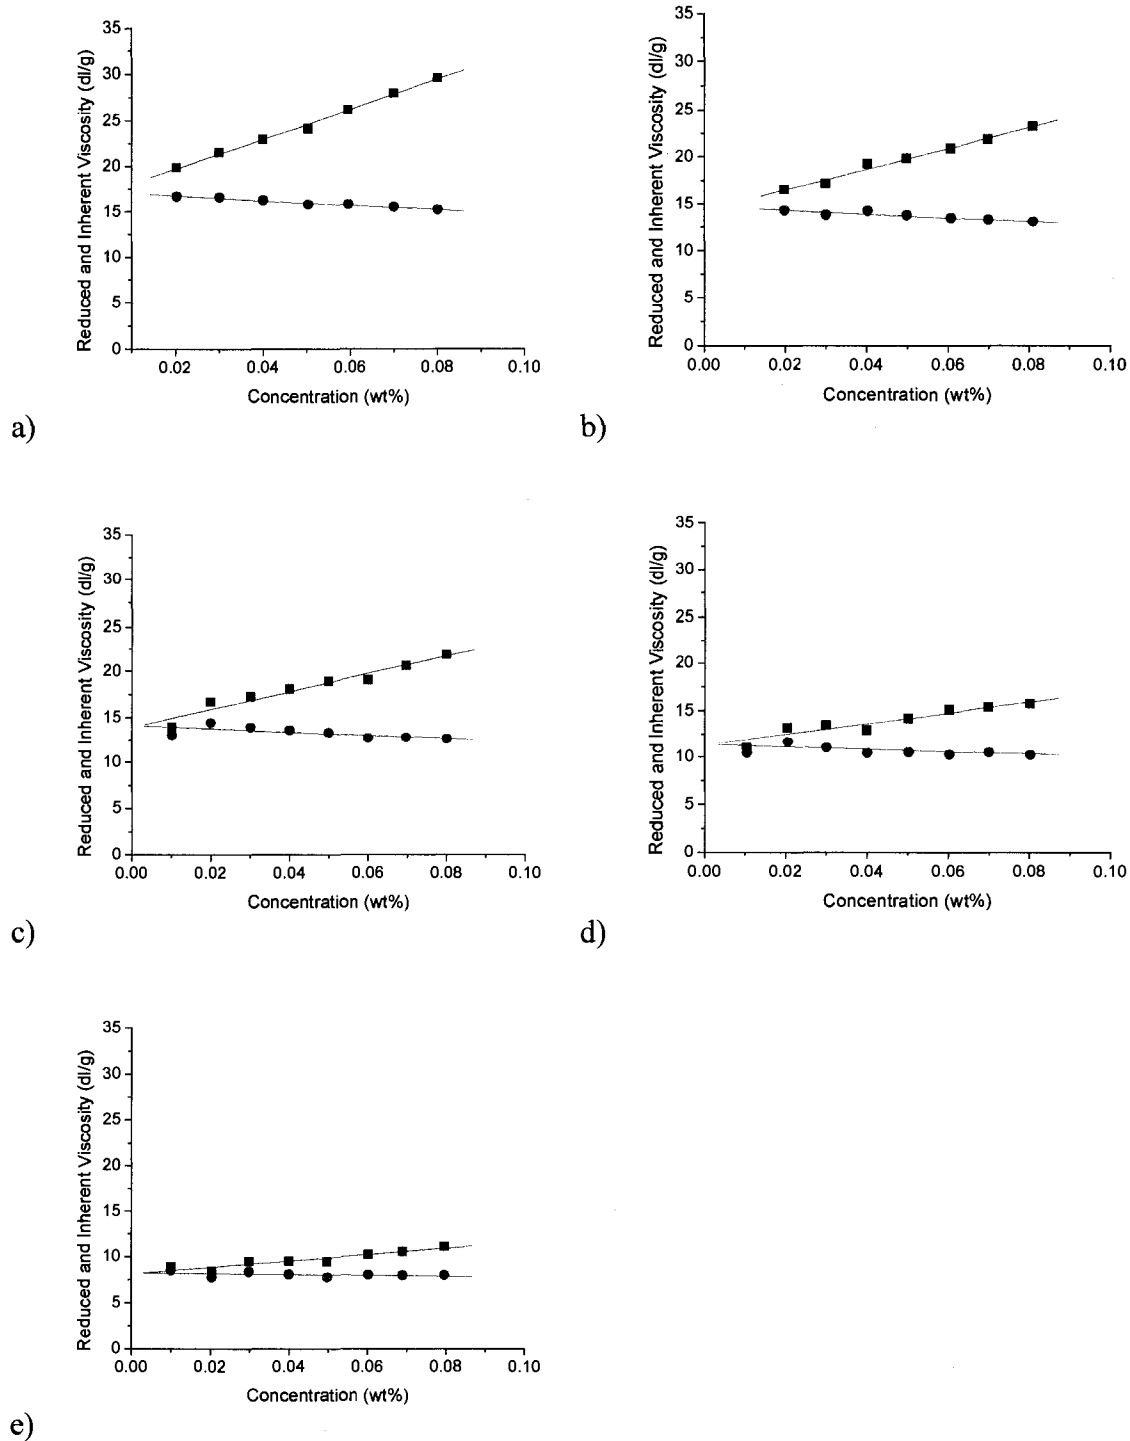 Reduced and Inherent Viscosity (dl/g)
35
30
25
20
15
10
5
0
0.02 0.04 0.06 0.08 0.10
Concentration (wt%)
a)
Reduced and Inherent Viscosity (dl/g)
35
30
25
20
15
10
5
0
0.00 0.02 0.04 0.06 0.08 0.10
Concentration (wt%)
b)
Reduced and Inherent Viscosity (dl/g)
35
30
25
20
15
10
5
0
0.00 0.02 0.04 0.06 0.08 0.10
Concentration (wt%)
c)
Reduced and Inherent Viscosity (dl/g)
35
30
25
20
15
10
5
0
0.00 0.02 0.04 0.06 0.08 0.10
Concentration (wt%)
d)
Reduced and Inherent Viscosity (dl/g)
35
30
25
20
15
10
5
0
0.00 0.02 0.04 0.06 0.08 0.10
Concentration (wt%)
e)